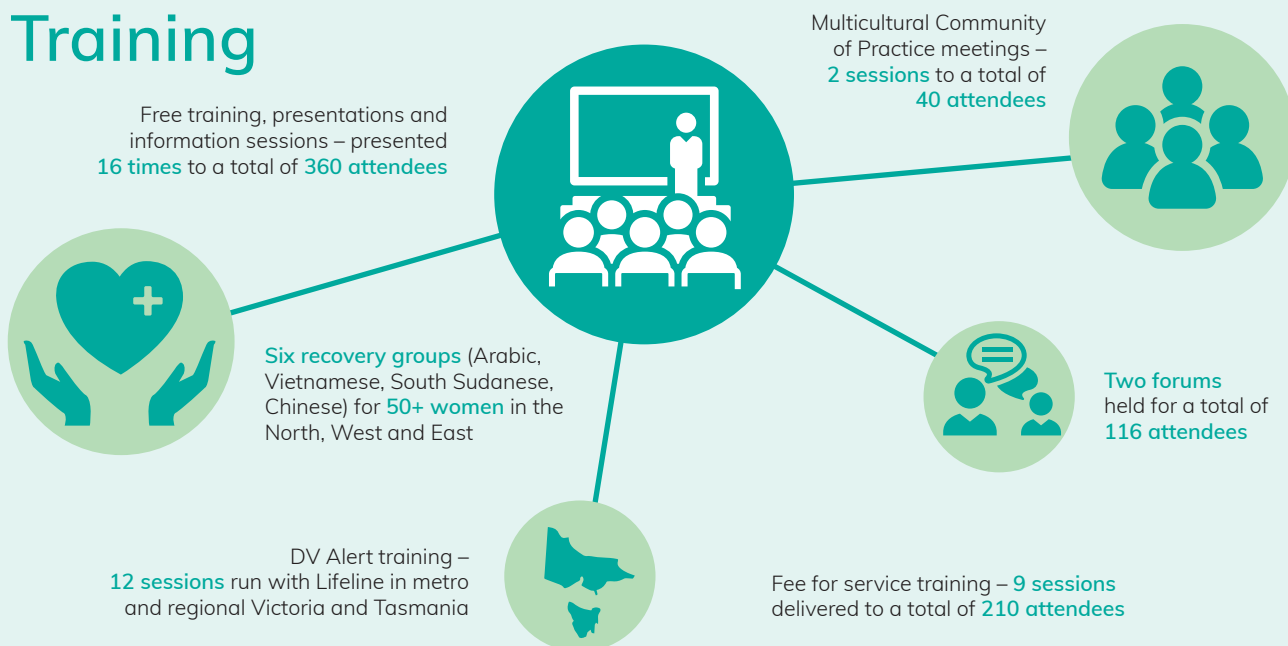 Training
Free training, presentations and
information sessions – presented
16 times to a total of 360 attendees
Multicultural Community
of Practice meetings –
2 sessions to a total of
40 attendees
Six recovery groups (Arabic,
Vietnamese, South Sudanese,
Chinese) for 50+ women in the
North, West and East
Two forums
held for a total of
116 attendees
DV Alert training –
12 sessions run with Lifeline in metro
and regional Victoria and Tasmania
Fee for service training – 9 sessions
delivered to a total of 210 attendees